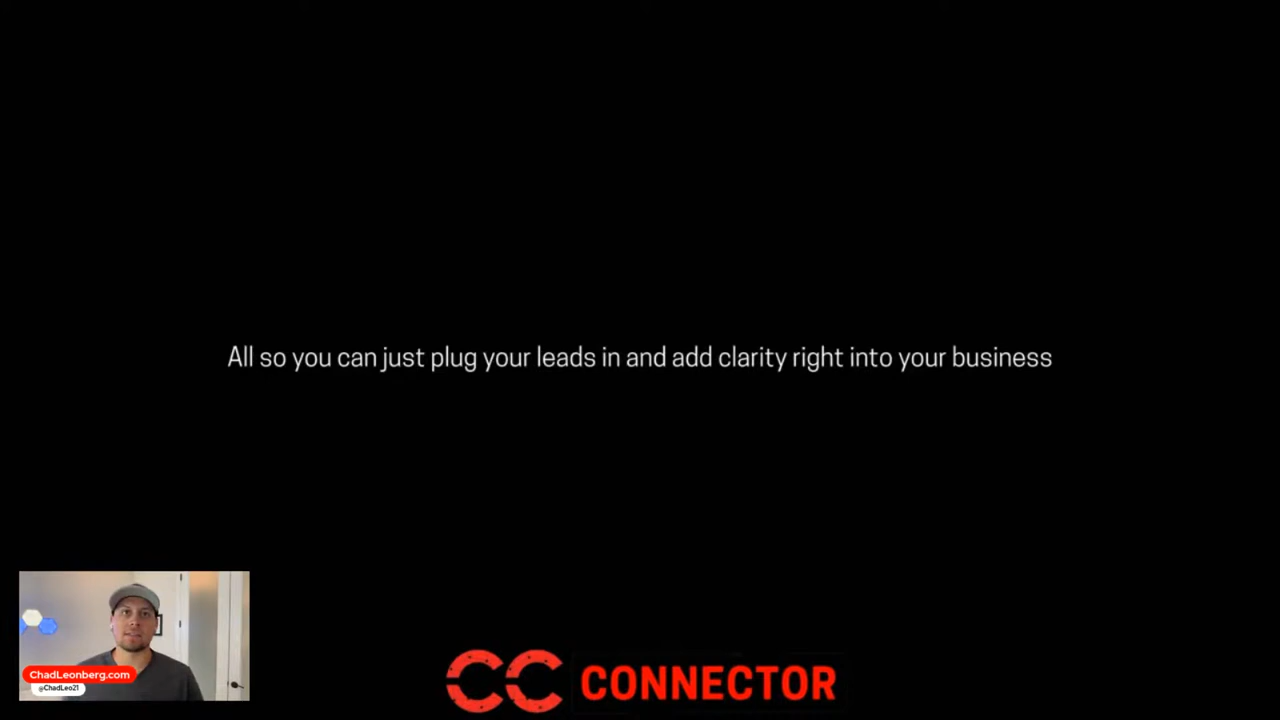 All so you can just plug your leads in and add clarity right into your business
ChadLeonberg.com
@ChadLeo21
CC CONNECTOR